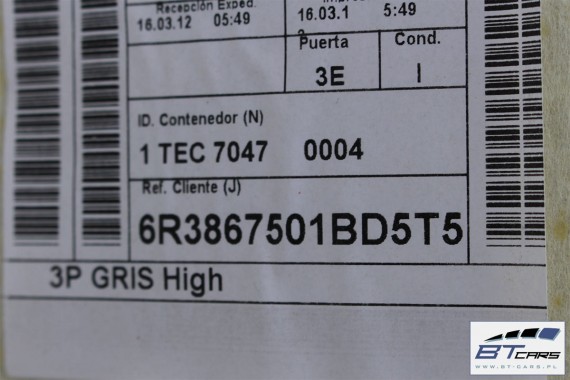 Recepción Exped.
16.03.12 05:49
16.03.1 5:49
Puerta Cond.
3E I
ID. Contenedor (N)
1 TEC 7047 0004
Ref. Cliente (J)
6R3867501BD5T5
3P GRIS High
BTCARS
WWW.BT-CARS.PL